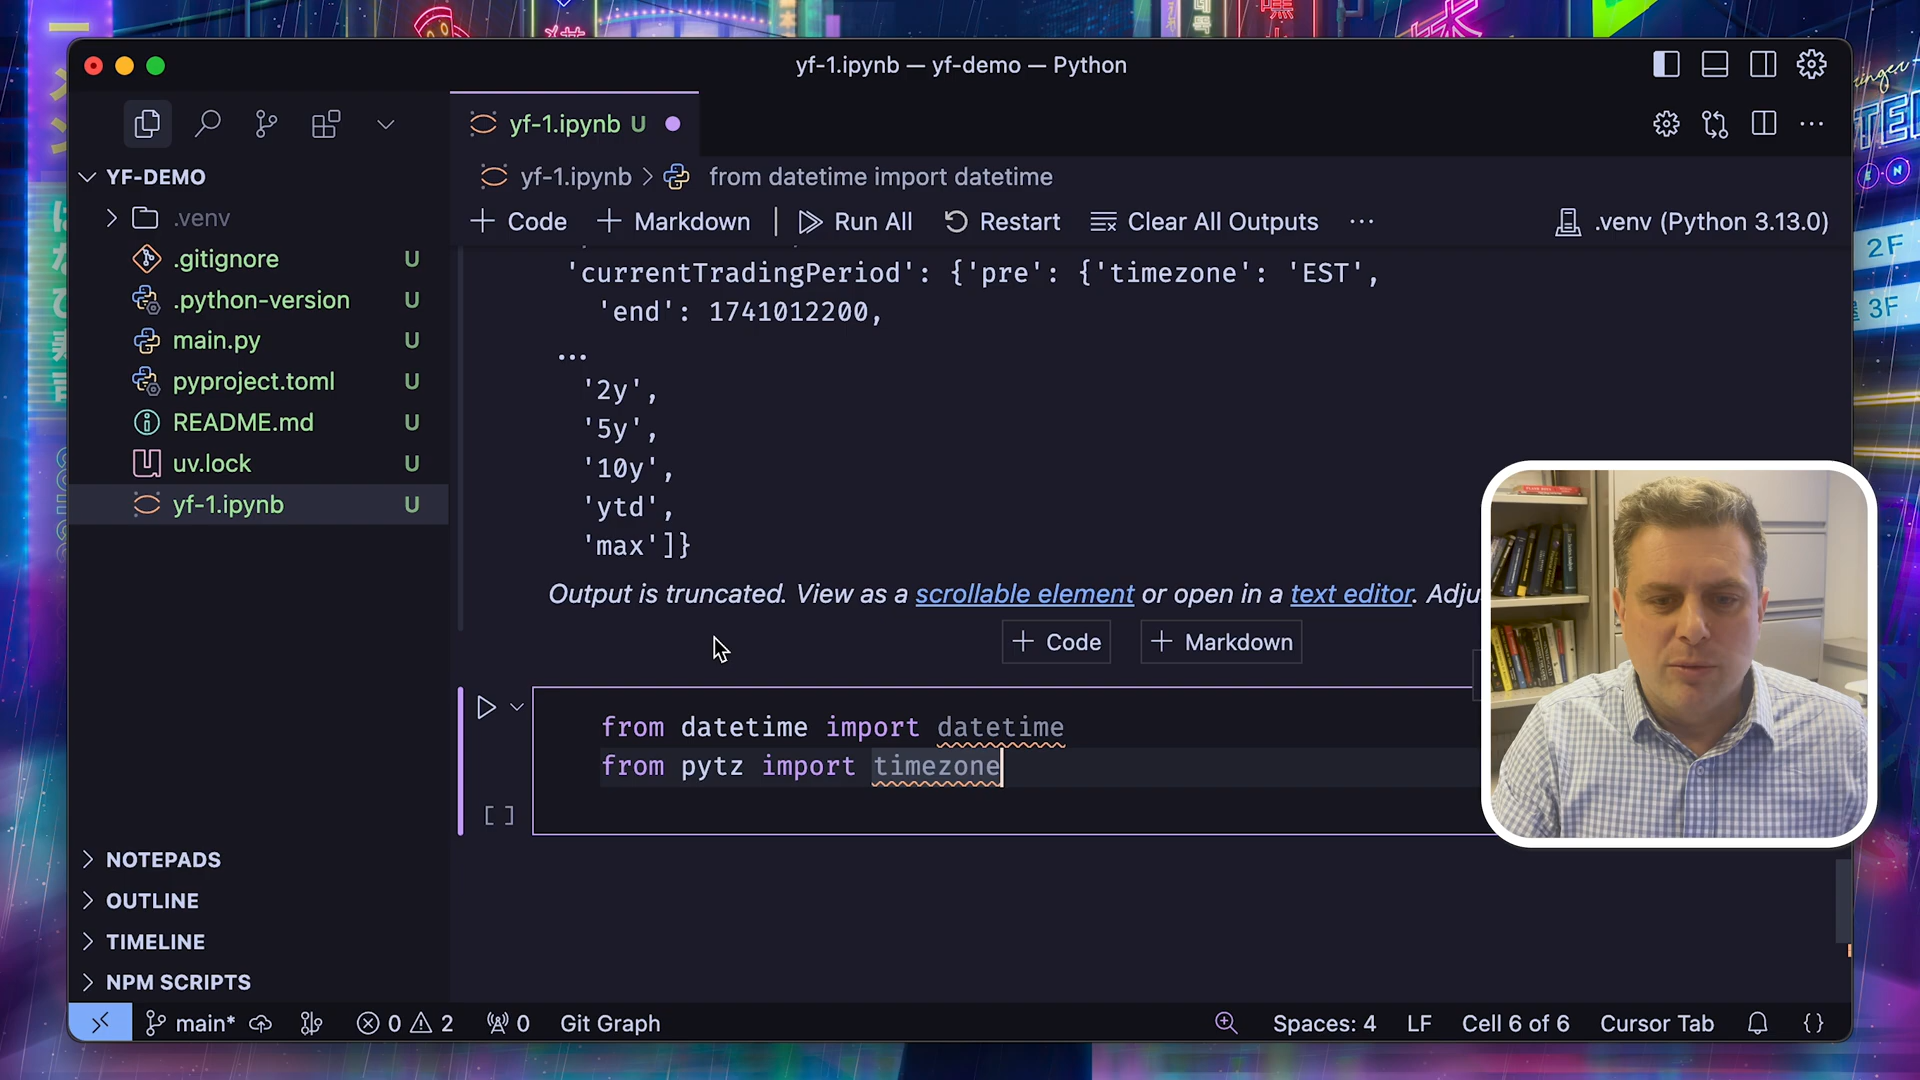 yf-1.ipynb — yf-demo — Python
yf-1.ipynb U
YF-DEMO
yf-1.ipynb > from datetime import datetime
.venv
+ Code + Markdown | Run All Restart Clear All Outputs ··· .venv (Python 3.13.0)
.gitignore U
.python-version U
main.py U
pyproject.toml U
README.md U
uv.lock U
yf-1.ipynb U
'currentTradingPeriod': {'pre': {'timezone': 'EST',
'end': 1741012200,
...
'2y',
'5y',
'10y',
'ytd',
'max']}
Output is truncated. View as a scrollable element or open in a text editor. Adju
+ Code + Markdown
from datetime import datetime
from pytz import timezone
[ ]
NOTEPADS
OUTLINE
TIMELINE
NPM SCRIPTS
main* 0 2 0 Git Graph Spaces: 4 LF Cell 6 of 6 Cursor Tab {}
2F
3F